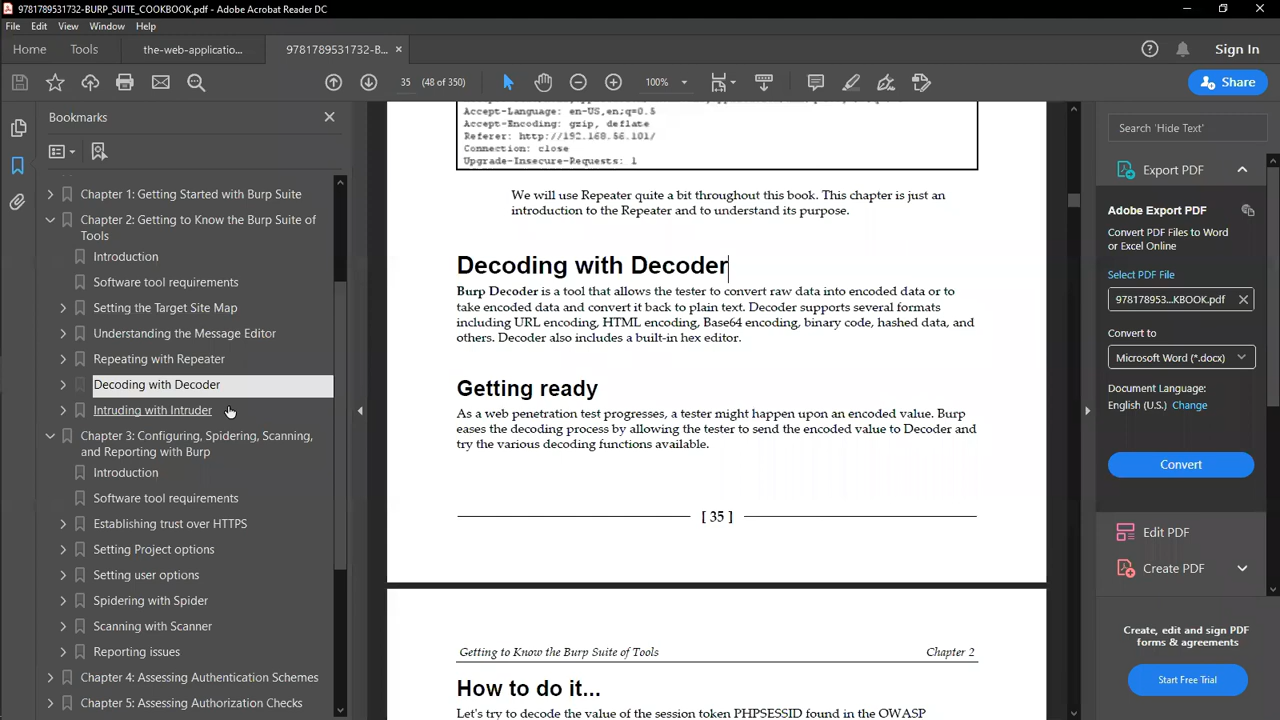 9781789531732-BURP_SUITE_COOKBOOK.pdf - Adobe Acrobat Reader DC
File Edit View Window Help
Home Tools the-web-applicatio... 9781789531732-B... ×
Sign In
35 (48 of 350) 100%
Share
Bookmarks
Chapter 1: Getting Started with Burp Suite
Chapter 2: Getting to Know the Burp Suite of
Tools
Introduction
Software requirements
Setting the Target Site Map
Understanding the Message Editor
Repeating with Repeater
Decoding with Decoder
Intruding with Intruder
Chapter 3: Configuring, Spidering, Scanning,
and Reporting with Burp
Introduction
Software tool requirements
Establishing trust over HTTPS
Setting Project options
Setting user options
Spidering with Spider
Scanning with Scanner
Reporting issues
Chapter 4: Assessing Authentication Schemes
Chapter 5: Assessing Authorization Checks
Accept-Language: en-US,en;q=0.5
Accept-Encoding: gzip, deflate
Referer: http://192.168.56.101/
Connection: close
Upgrade-Insecure-Requests: 1
We will use Repeater quite a bit throughout this book. This chapter is just an
introduction to the Repeater and to understand its purpose.
Decoding with Decoder
Burp Decoder is a tool that allows the tester to convert raw data into encoded data or to
take encoded data and convert it back to plain text. Decoder supports several formats
including URL encoding, HTML encoding, Base64 encoding, binary code, hashed data, and
others. Decoder also includes a built-in hex editor.
Getting ready
As a web penetration test progresses, a tester might happen upon an encoded value. Burp
eases the decoding process by allowing the tester to send the encoded value to Decoder and
try the various decoding functions available.
[ 35 ]
Getting to Know the Burp Suite of Tools Chapter 2
How to do it...
Let's try to decode the value of the session token PHPSESSID found in the OWASP
Search 'Hide Text'
Export PDF
Adobe Export PDF
Convert PDF Files to Word
or Excel Online
Select PDF File
978178953...KBOOK.pdf
Convert to
Microsoft Word (*.docx)
Document Language:
English (U.S.) Change
Convert
Edit PDF
Create PDF
Create, edit and sign PDF
forms & agreements
Start Free Trial